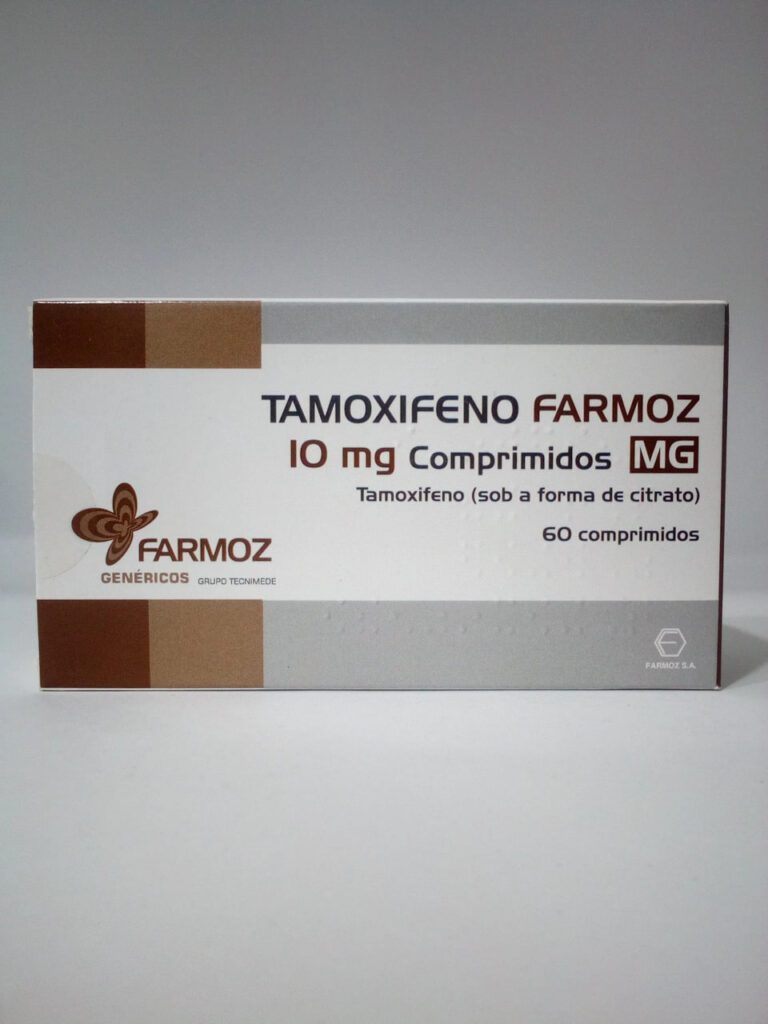 TAMOXIFENO FARMOZ
10 mg Comprimidos MG
Tamoxifeno (sob a forma de citrato)
60 comprimidos
FARMOZ
GENÉRICOS GRUPO TECNIMEDE
FARMOZ S.A.